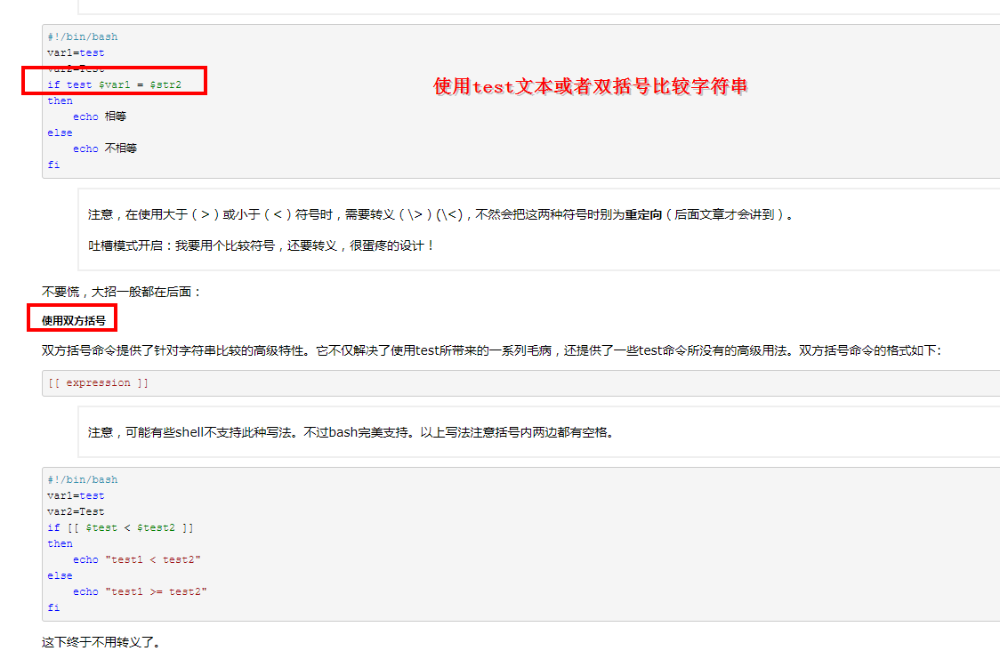 #!/bin/bash
var1=test
var2=Test
if test $var1 = $str2
使用test文本或者双括号比较字符串
then
    echo 相等
else
    echo 不相等
fi
注意，在使用大于（>）或小于（<）符号时，需要转义（\>）(\<)，不然会把这两种符号时别为重定向（后面文章才会讲到）。
吐槽模式开启：我要用个比较符号，还要转义，很蛋疼的设计！
不要慌，大招一般都在后面：
使用双方括号
双方括号命令提供了针对字符串比较的高级特性。它不仅解决了使用test所带来的一系列毛病，还提供了一些test命令所没有的高级用法。双方括号命令的格式如下：
[[ expression ]]
注意，可能有些shell不支持此种写法。不过bash完美支持。以上写法注意括号内两边都有空格。
#!/bin/bash
var1=test
var2=Test
if [[ $test < $test2 ]]
then
    echo "test1 < test2"
else
    echo "test1 >= test2"
fi
这下终于不用转义了。